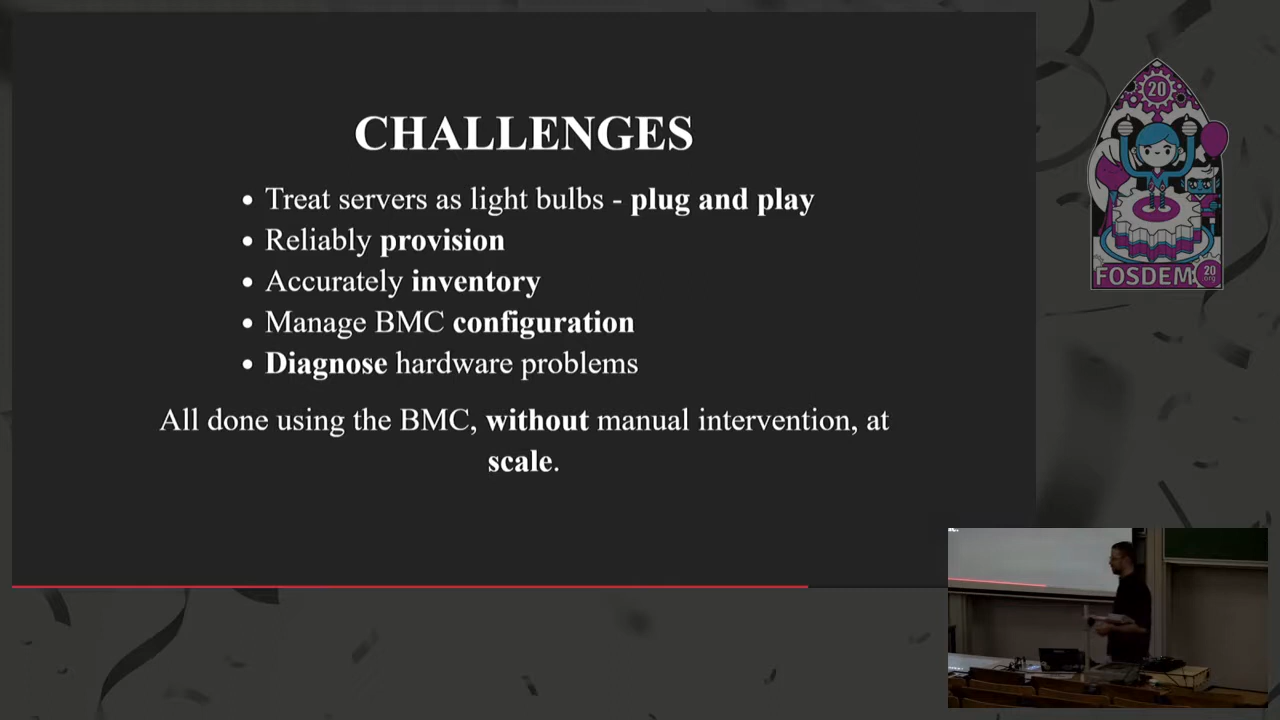 CHALLENGES
• Treat servers as light bulbs - plug and play
• Reliably provision
• Accurately inventory
• Manage BMC configuration
• Diagnose hardware problems
All done using the BMC, without manual intervention, at
scale.
20
FOSDEM
20
.org